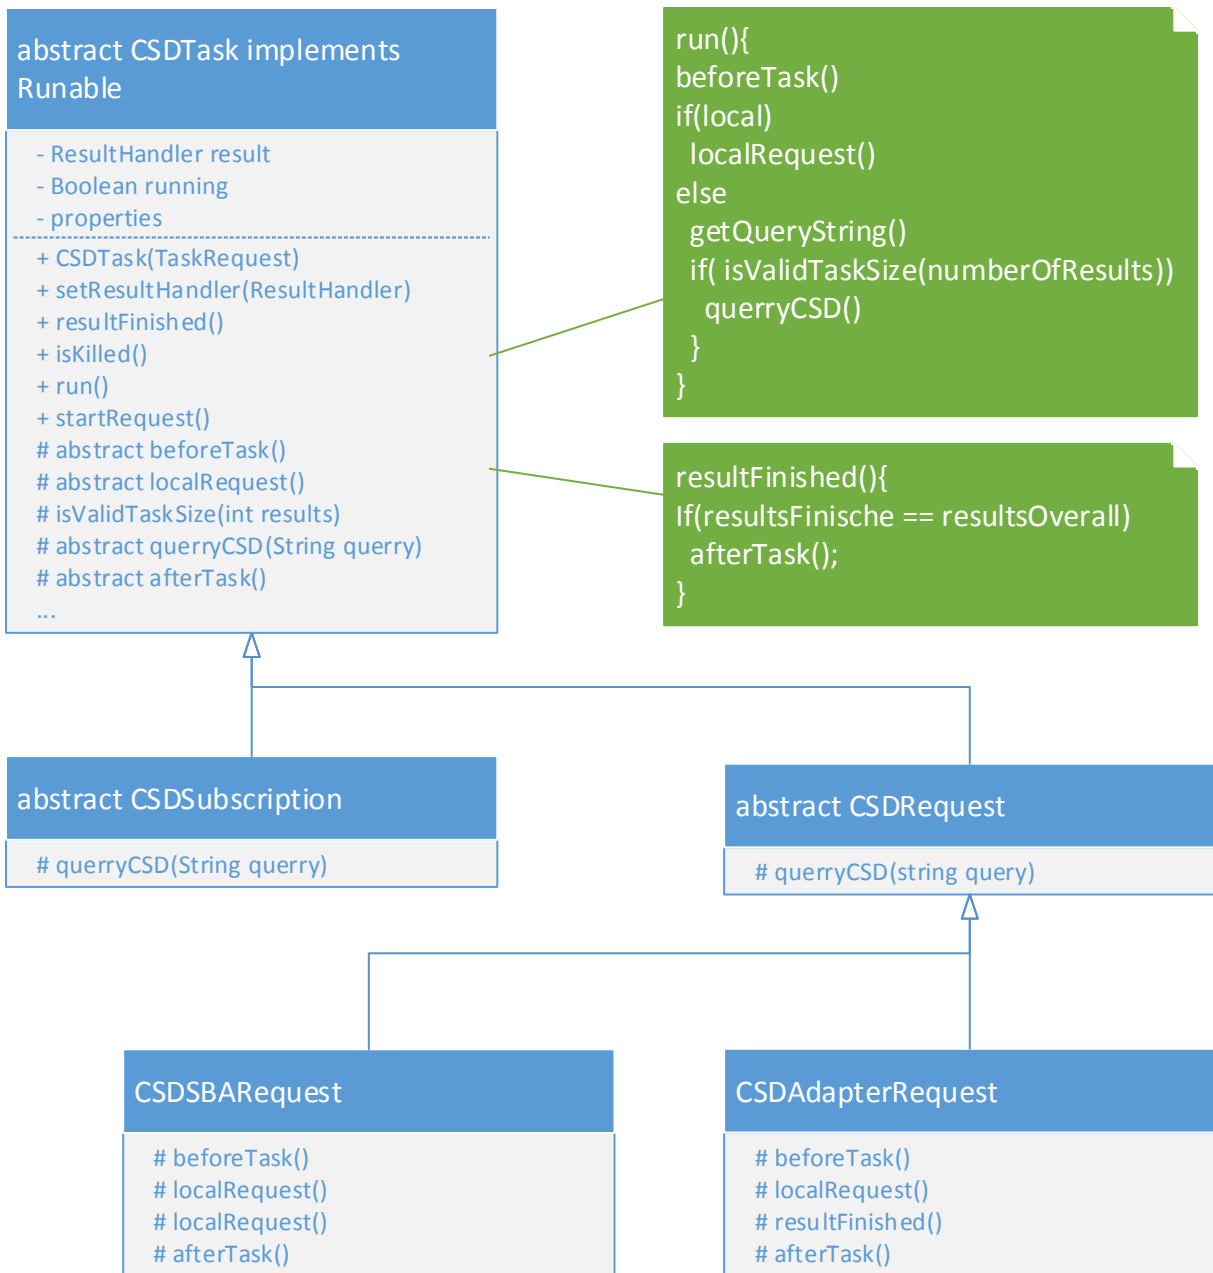 abstract CSDTask implements
Runable
- ResultHandler result
- Boolean running
- properties
+ CSDTask(TaskRequest)
+ setResultHandler(ResultHandler)
+ resultFinished()
+ isKilled()
+ run()
+ startRequest()
# abstract beforeTask()
# abstract localRequest()
# isValidTaskSize(int results)
# abstract querryCSD(String querry)
# abstract afterTask()
...
run(){
beforeTask()
if(local)
localRequest()
else
getQueryString()
if( isValidTaskSize(numberOfResults))
querryCSD()
}
}
resultFinished(){
If(resultsFinische == resultsOverall)
afterTask();
}
abstract CSDSubscription
# querryCSD(String querry)
abstract CSDRequest
# querryCSD(string query)
CSDSBARequest
# beforeTask()
# localRequest()
# localRequest()
# afterTask()
CSDAdapterRequest
# beforeTask()
# localRequest()
# resultFinished()
# afterTask()